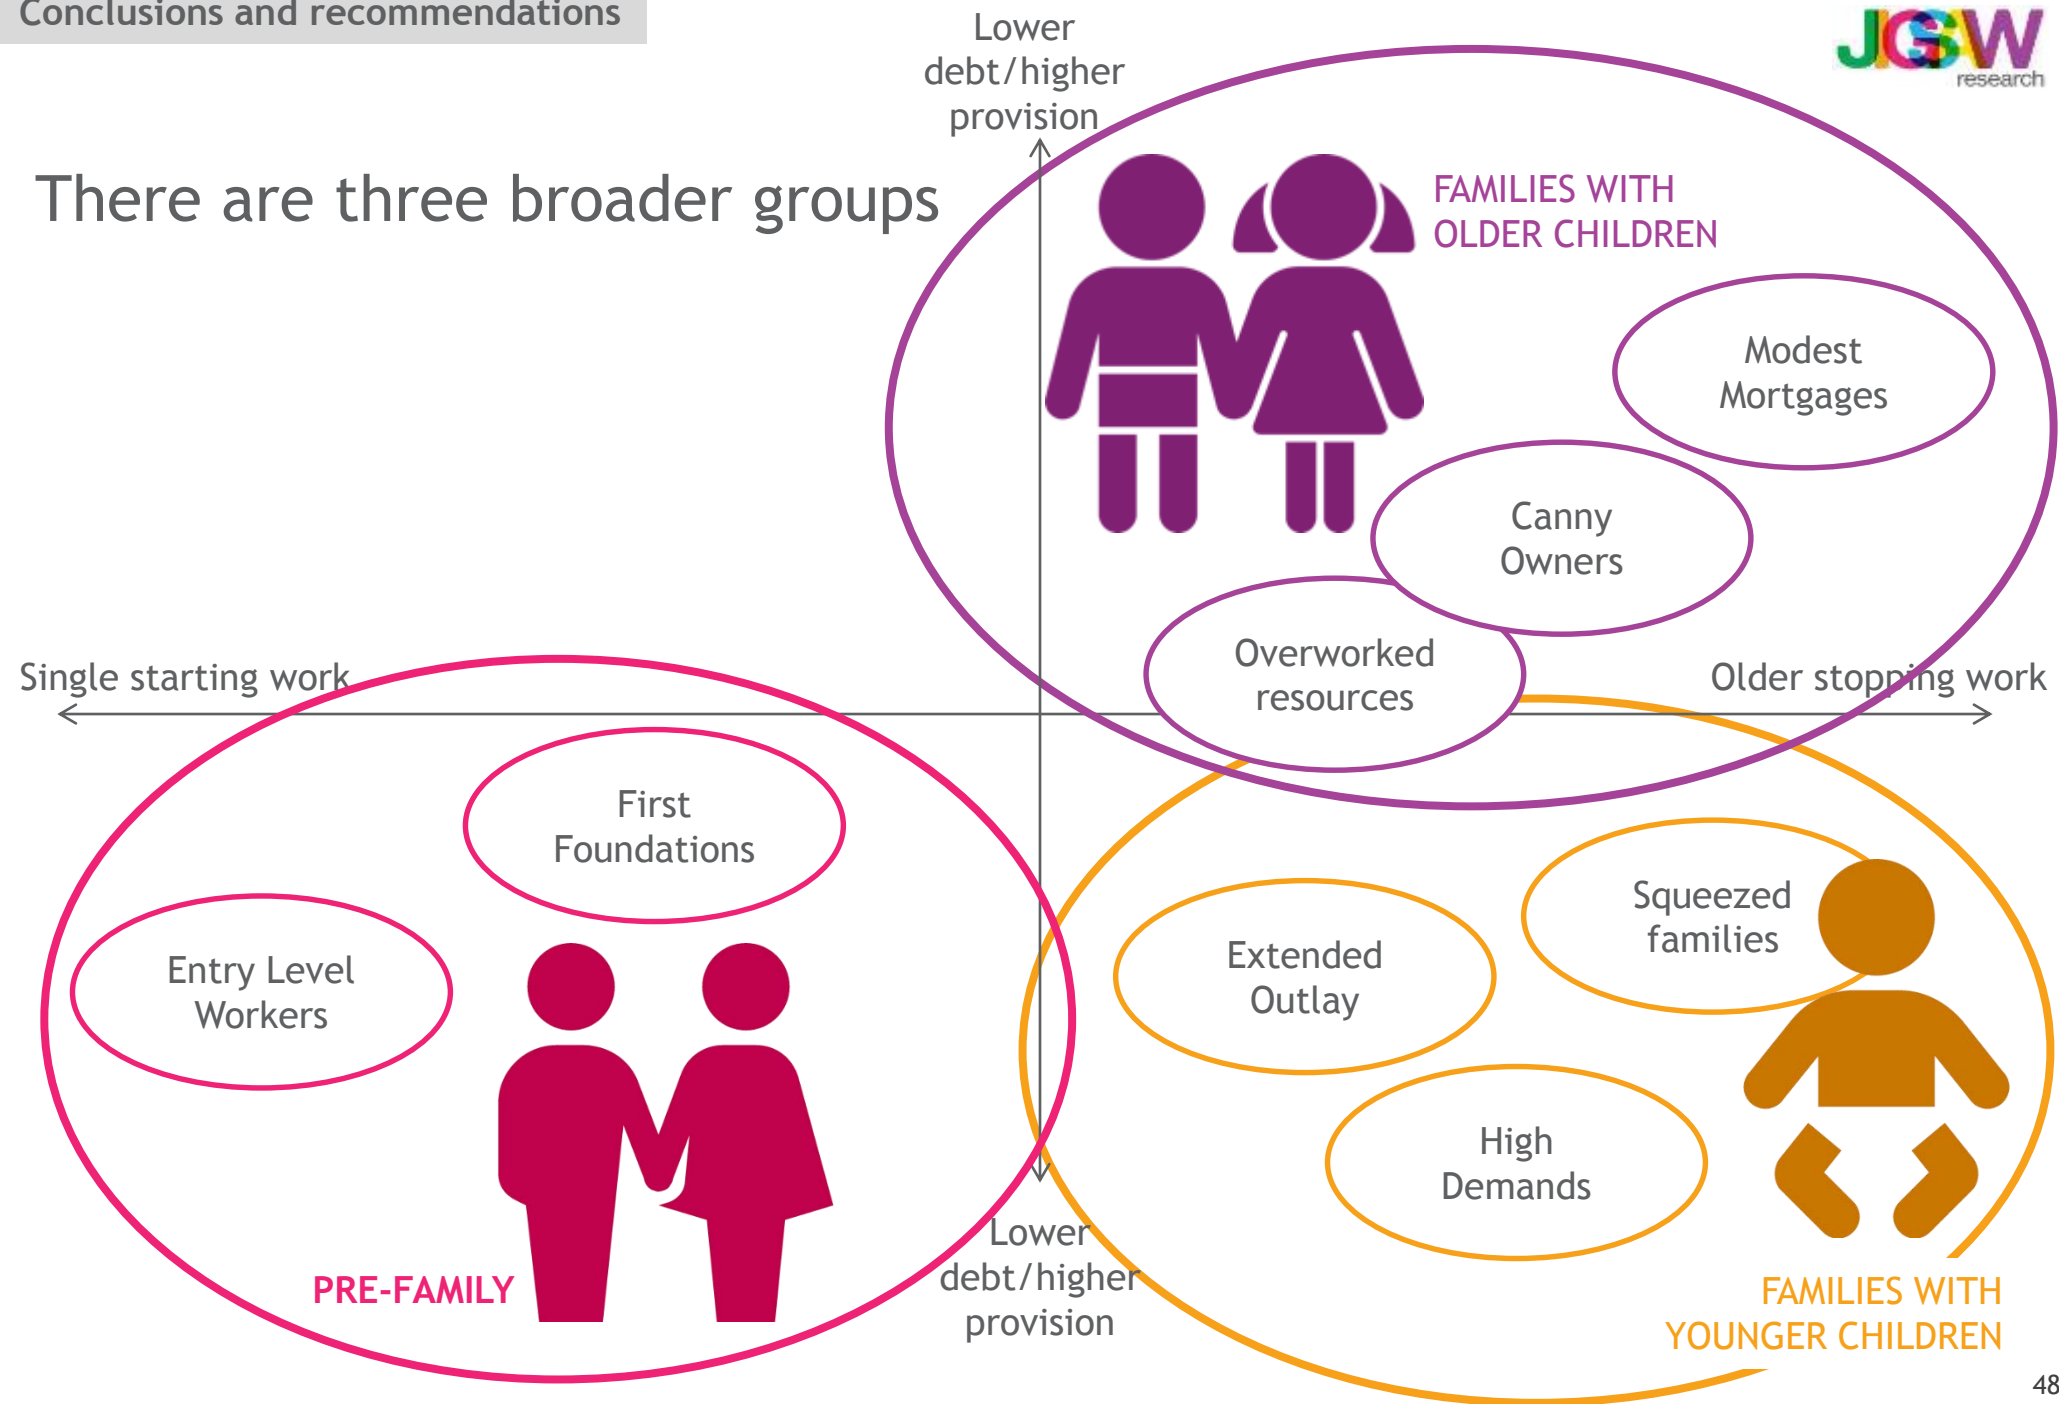 Conclusions and recommendations
JIGSAW
research
There are three broader groups
Lower
debt/higher
provision
FAMILIES WITH
OLDER CHILDREN
Modest
Mortgages
Canny
Owners
Overworked
resources
Single starting work
Older stopping work
First
Foundations
Entry Level
Workers
Squeezed
families
Extended
Outlay
High
Demands
PRE-FAMILY
Lower
debt/higher
provision
FAMILIES WITH
YOUNGER CHILDREN
48